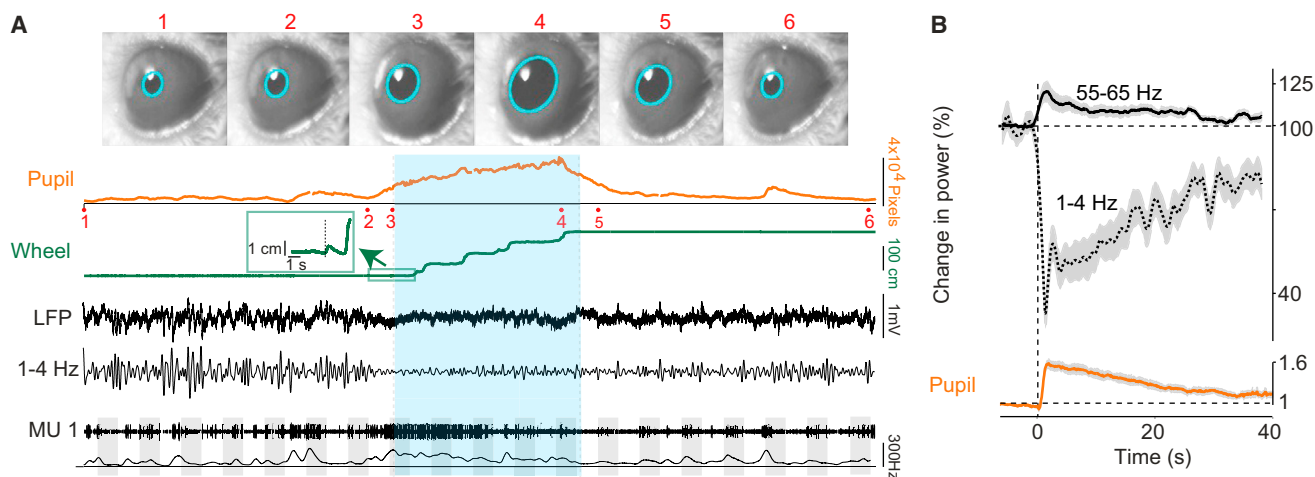 A
1 2 3 4 5 6
Pupil
4x10⁴ Pixels
1 2 3 4 5 6
Wheel
1 cm
1 s
100 cm
LFP
1mV
1-4 Hz
MU 1
300Hz
B
Change in power (%)
55-65 Hz
125
100
1-4 Hz
40
Pupil
1.6
1
0 20 40
Time (s)